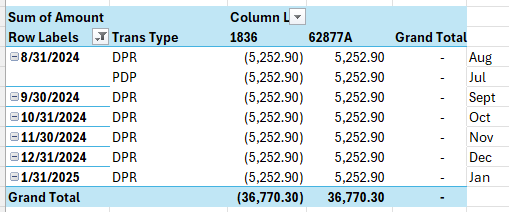 Sum of Amount Column L
Row Labels Trans Type 1836 62877A Grand Total
8/31/2024 DPR (5,252.90) 5,252.90 - Aug
PDP (5,252.90) 5,252.90 - Jul
9/30/2024 DPR (5,252.90) 5,252.90 - Sept
10/31/2024 DPR (5,252.90) 5,252.90 - Oct
11/30/2024 DPR (5,252.90) 5,252.90 - Nov
12/31/2024 DPR (5,252.90) 5,252.90 - Dec
1/31/2025 DPR (5,252.90) 5,252.90 - Jan
Grand Total (36,770.30) 36,770.30 -